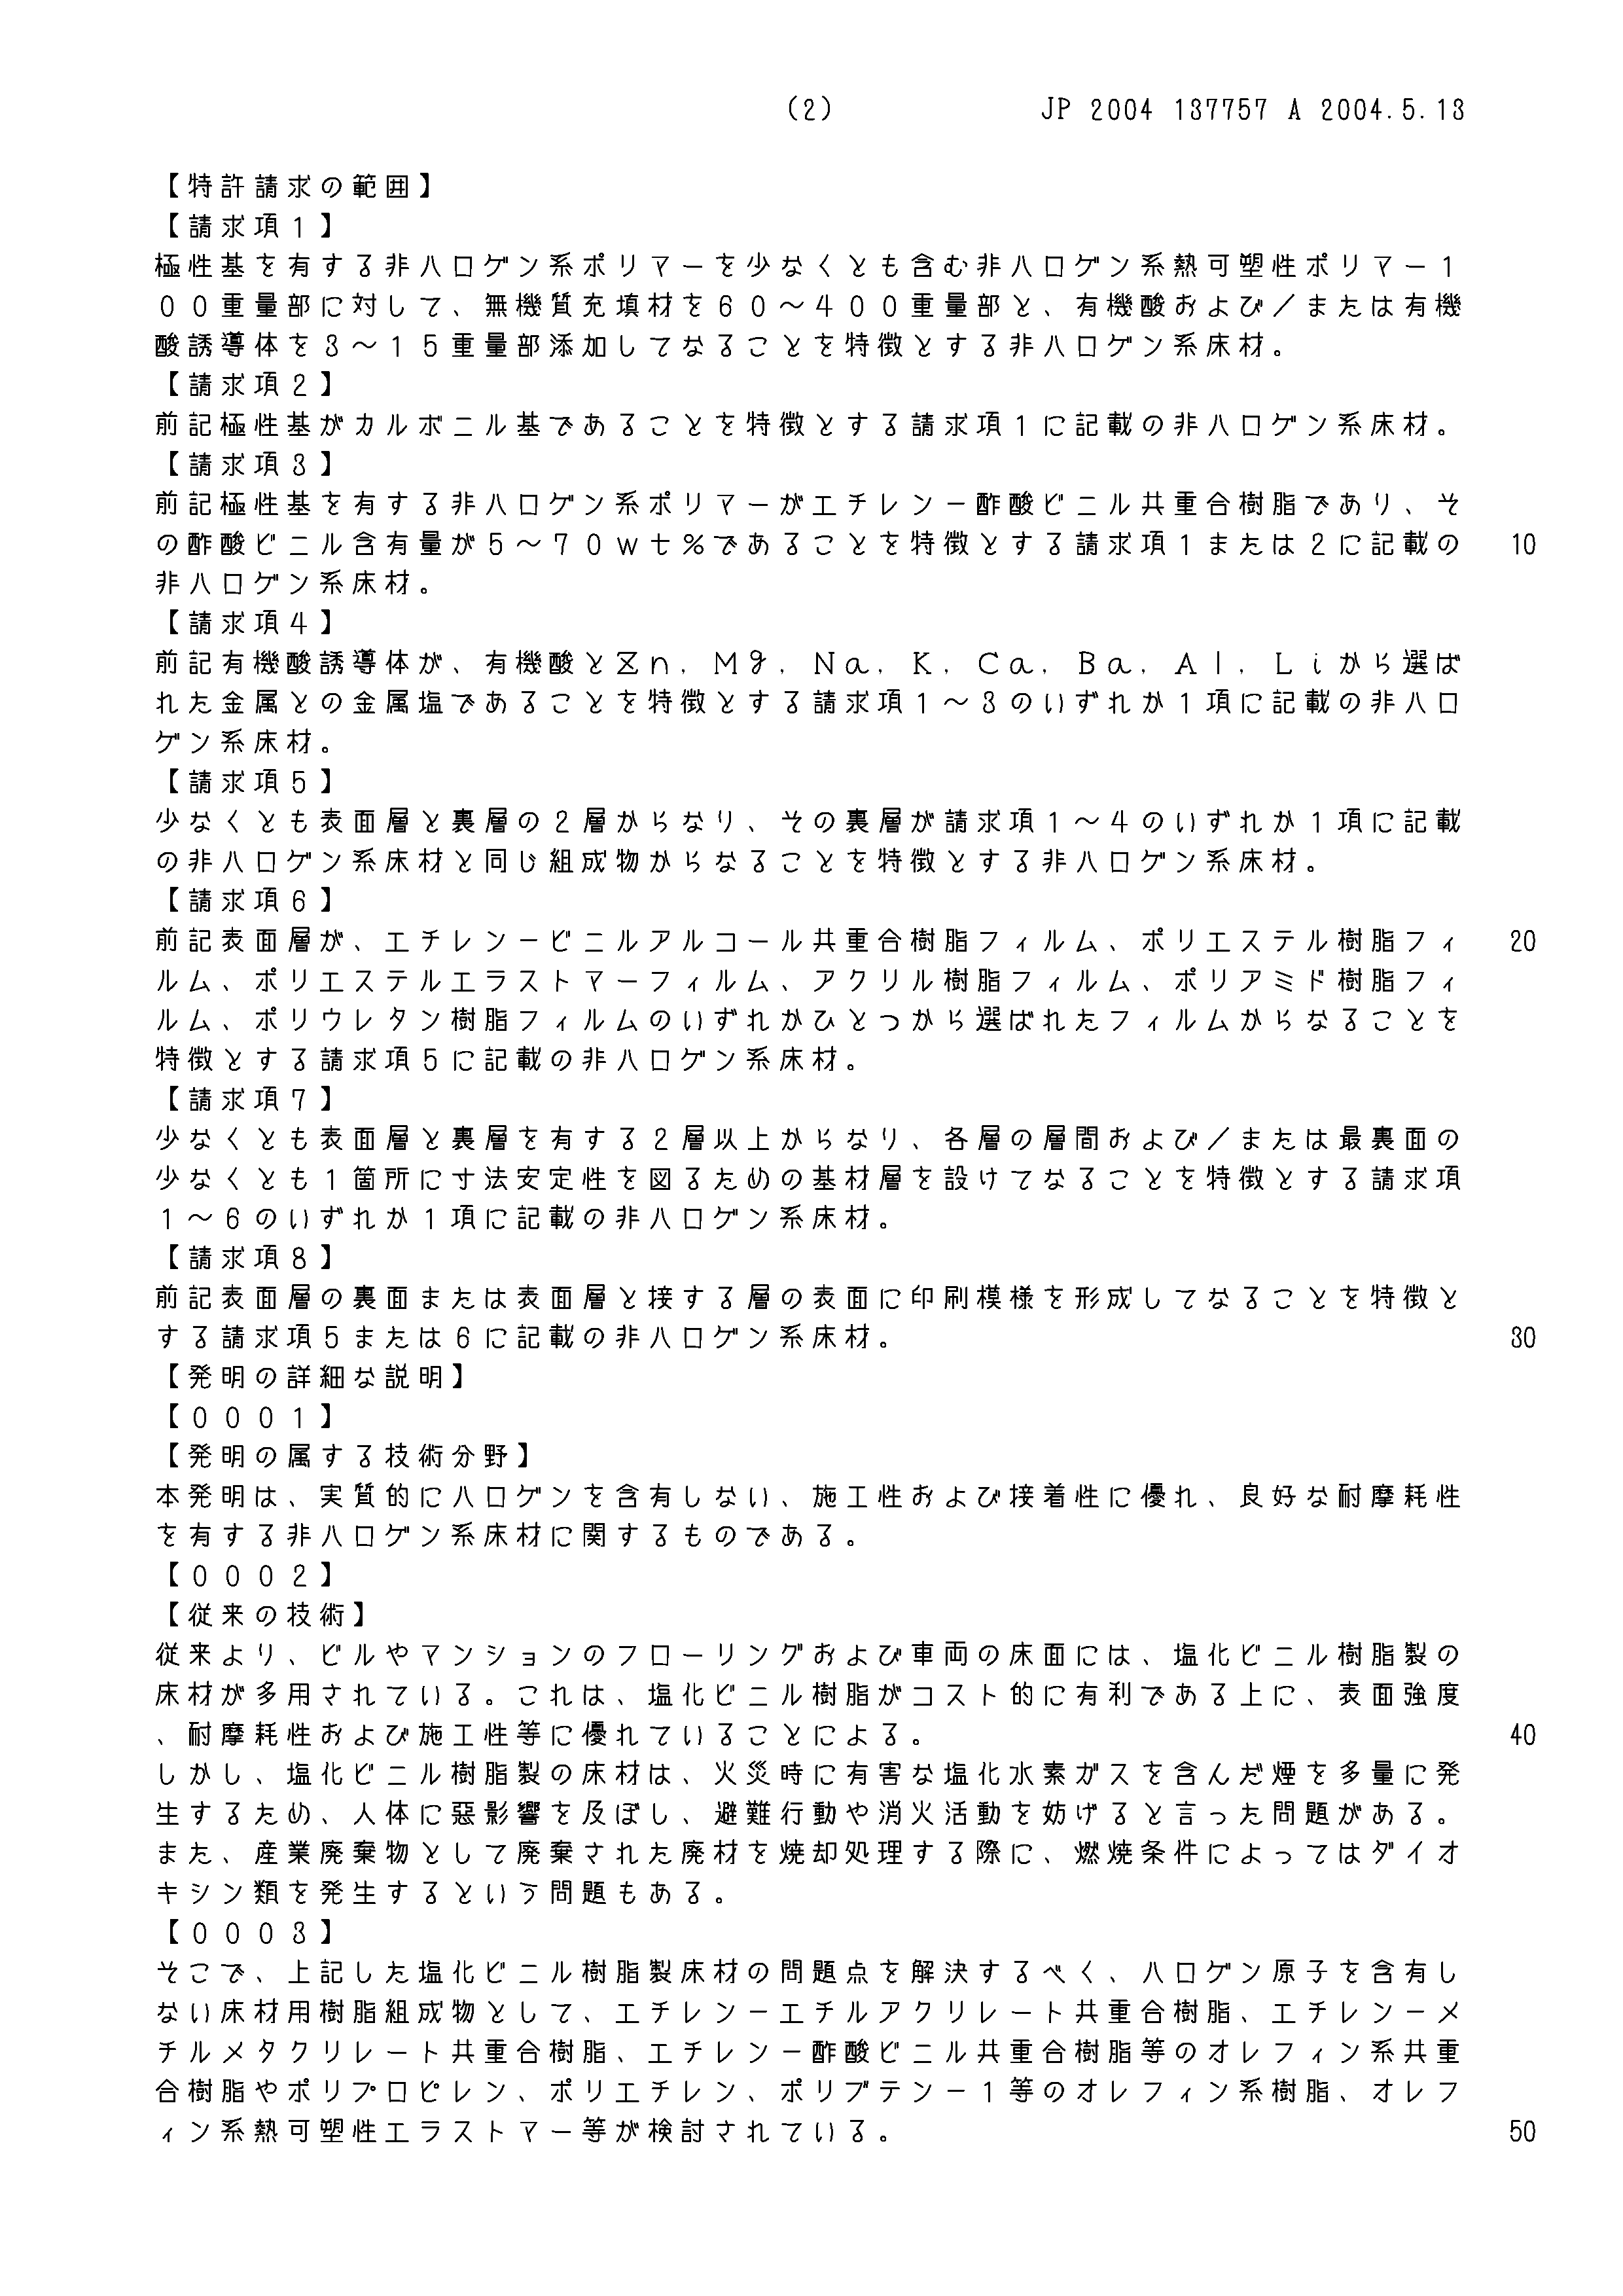 (2) JP 2004 137757 A 2004.5.13
【特許請求の範囲】
【請求項１】
極性基を有する非ハロゲン系ポリマーを少なくとも含む非ハロゲン系熱可塑性ポリマー１
００重量部に対して、無機質充填材を６０～４００重量部と、有機酸および／または有機
酸誘導体を３～１５重量部添加してなることを特徴とする非ハロゲン系床材。
【請求項２】
前記極性基がカルボニル基であることを特徴とする請求項１に記載の非ハロゲン系床材。
【請求項３】
前記極性基を有する非ハロゲン系ポリマーがエチレン－酢酸ビニル共重合樹脂であり、そ
の酢酸ビニル含有量が５～７０ｗｔ％であることを特徴とする請求項１または２に記載の 10
非ハロゲン系床材。
【請求項４】
前記有機酸誘導体が、有機酸とＺｎ．Ｍｇ．Ｎａ．Ｋ．Ｃａ．Ｂａ．Ａｌ．Ｌｉから選ば
れた金属との金属塩であることを特徴とする請求項１～３のいずれか１項に記載の非ハロ
ゲン系床材。
【請求項５】
少なくとも表面層と裏層の２層からなり、その裏層が請求項１～４のいずれか１項に記載
の非ハロゲン系床材と同じ組成物からなることを特徴とする非ハロゲン系床材。
【請求項６】
前記表面層が、エチレン－ビニルアルコール共重合樹脂フィルム、ポリエステル樹脂フィ 20
ルム、ポリエステルエラストマーフィルム、アクリル樹脂フィルム、ポリアミド樹脂フィ
ルム、ポリウレタン樹脂フィルムのいずれかひとつから選ばれたフィルムからなることを
特徴とする請求項５に記載の非ハロゲン系床材。
【請求項７】
少なくとも表面層と裏層を有する２層以上からなり、各層の層間および／または最裏面の
少なくとも１箇所に寸法安定性を図るための基材層を設けてなることを特徴とする請求項
１～６のいずれか１項に記載の非ハロゲン系床材。
【請求項８】
前記表面層の裏面または表面層と接する層の表面に印刷模様を形成してなることを特徴と
する請求項５または６に記載の非ハロゲン系床材。 30
【発明の詳細な説明】
【０００１】
【発明の属する技術分野】
本発明は、実質的にハロゲンを含有しない、施工性および接着性に優れ、良好な耐摩耗性
を有する非ハロゲン系床材に関するものである。
【０００２】
【従来の技術】
従来より、ビルやマンションのフローリングおよび車両の床面には、塩化ビニル樹脂製の
床材が多用されている。これは、塩化ビニル樹脂がコスト的に有利である上に、表面強度
、耐摩耗性および施工性等に優れていることによる。 40
しかし、塩化ビニル樹脂製の床材は、火災時に有害な塩化水素ガスを含んだ煙を多量に発
生するため、人体に悪影響を及ぼし、避難行動や消火活動を妨げると言った問題がある。
また、産業廃棄物として廃棄された廃材を焼却処理する際に、燃焼条件によってはダイオ
キシン類を発生するという問題もある。
【０００３】
そこで、上記した塩化ビニル樹脂製床材の問題点を解決するべく、ハロゲン原子を含有し
ない床材用樹脂組成物として、エチレン－エチルアクリレート共重合樹脂、エチレン－メ
チルメタクリレート共重合樹脂、エチレン－酢酸ビニル共重合樹脂等のオレフィン系共重
合樹脂やポリプロピレン、ポリエチレン、ポリブテン－１等のオレフィン系樹脂、オレフ
ィン系熱可塑性エラストマー等が検討されている。 50